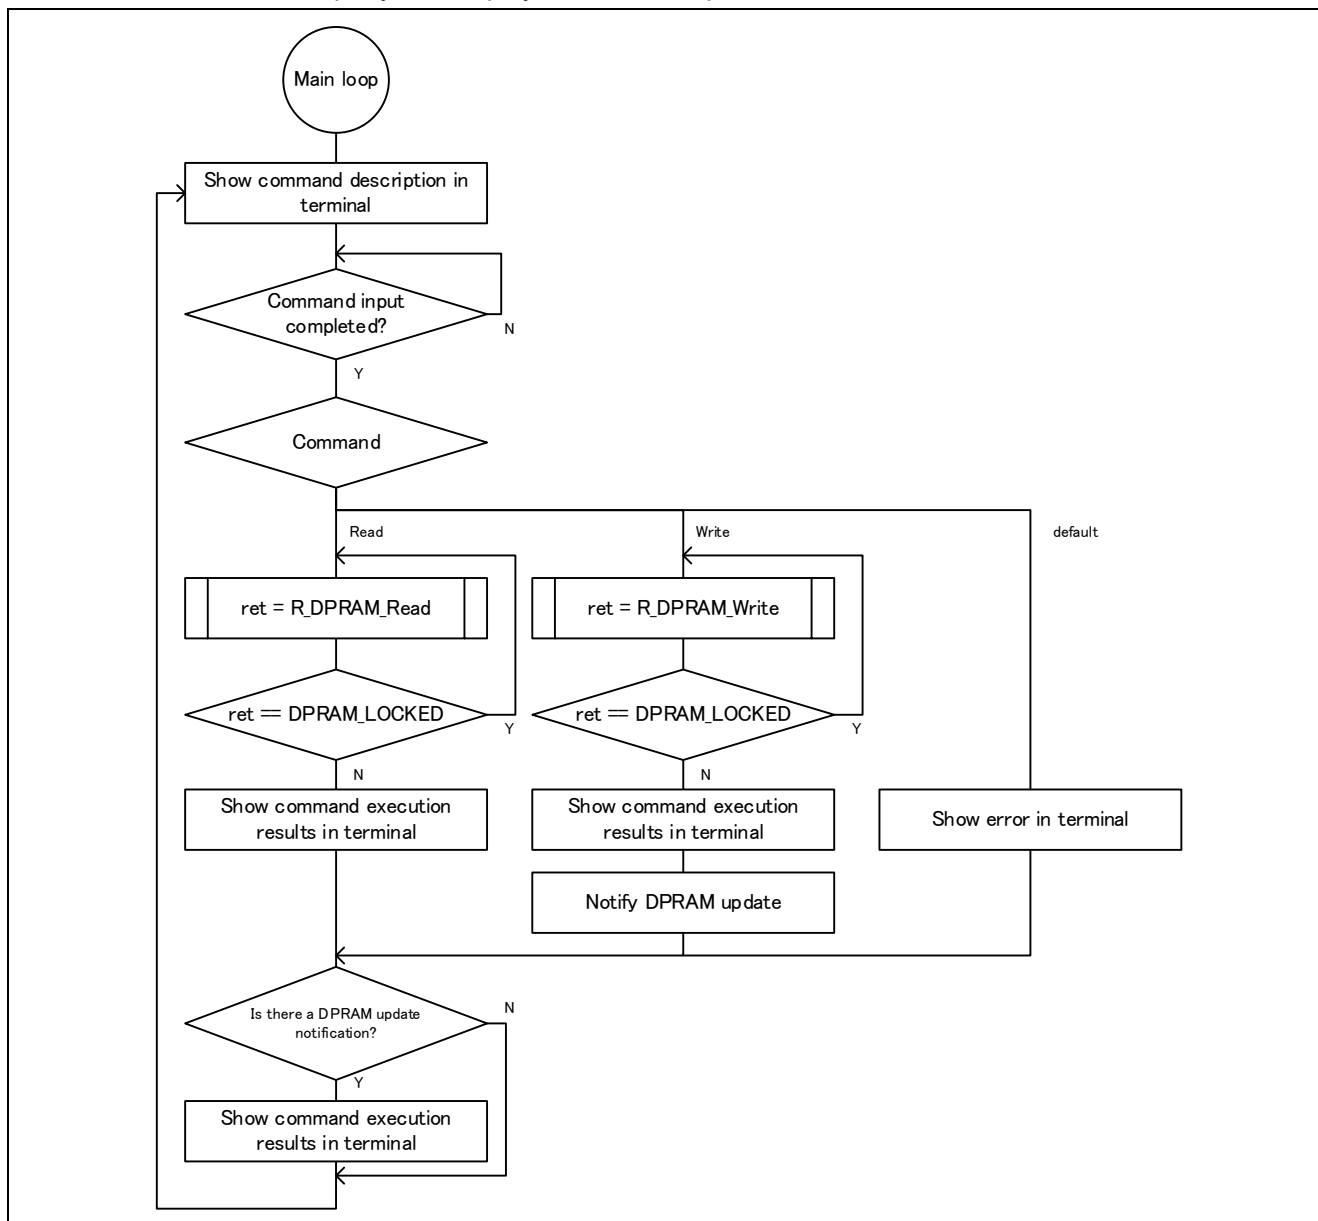 Main loop
Show command description in
terminal
Command input
completed?
N
Y
Command
Read
Write
default
ret = R_DPRAM_Read
ret = R_DPRAM_Write
ret == DPRAM_LOCKED
Y
ret == DPRAM_LOCKED
Y
N
N
Show command execution
results in terminal
Show command execution
results in terminal
Show error in terminal
Notify DPRAM update
Is there a DPRAM update
notification?
N
Y
Show command execution
results in terminal